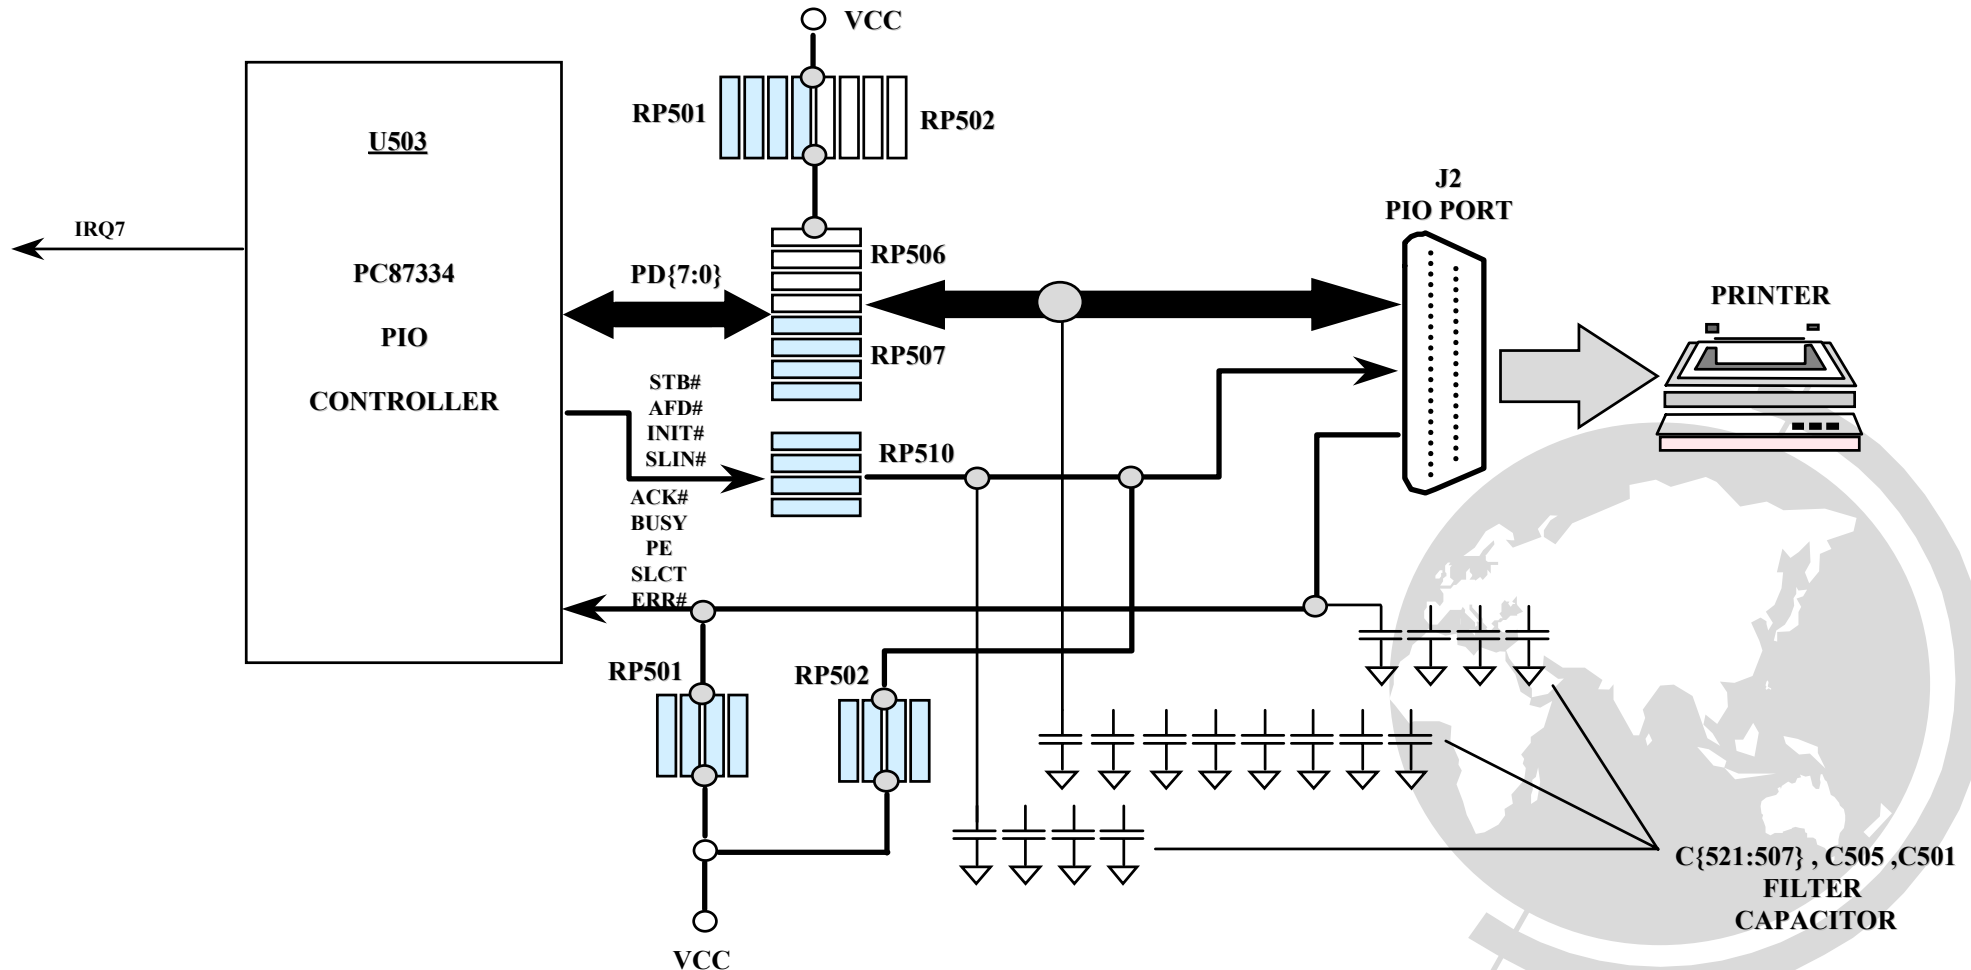 VCC
RP501
RP502
U503
J2
PIO PORT
IRQ7
PC87334
PIO
CONTROLLER
PD{7:0}
RP506
RP507
PRINTER
STB#
AFD#
INIT#
SLIN#
RP510
ACK#
BUSY
PE
SLCT
ERR#
RP501
RP502
C{521:507} , C505 ,C501
FILTER
CAPACITOR
VCC